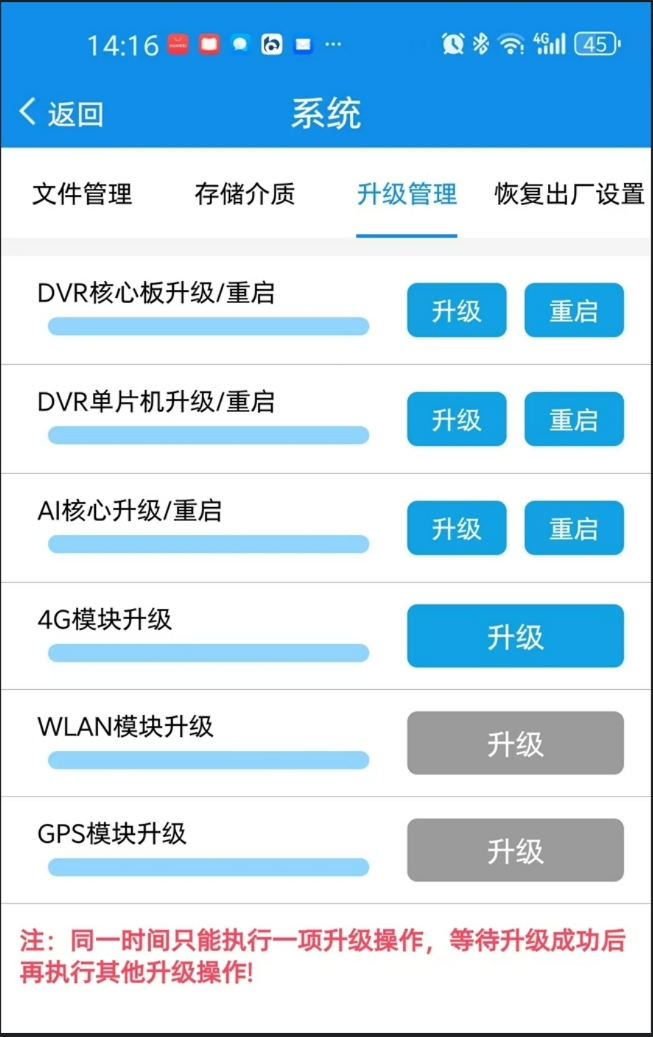 14:16 4G 45
返回 系统
文件管理 存储介质 升级管理 恢复出厂设置
DVR核心板升级/重启
升级 重启
DVR单片机升级/重启
升级 重启
AI核心升级/重启
升级 重启
4G模块升级
升级
WLAN模块升级
升级
GPS模块升级
升级
注：同一时间只能执行一项升级操作，等待升级成功后
再执行其他升级操作!